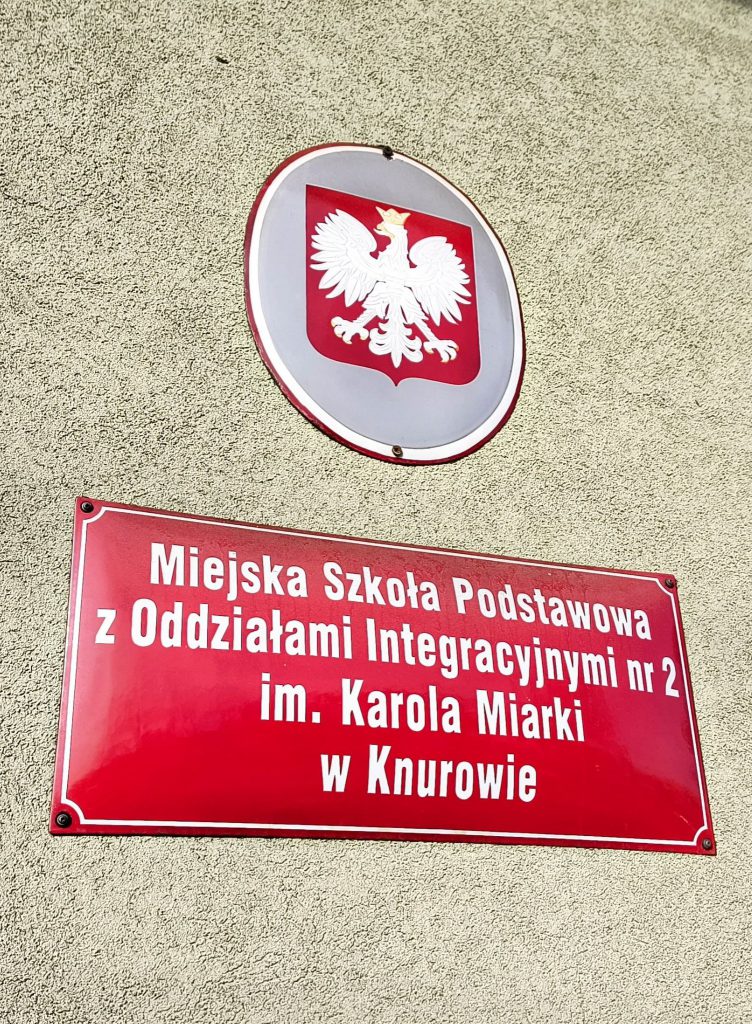 Miejska Szkoła Podstawowa
z Oddziałami Integracyjnymi nr 2
im. Karola Miarki
w Knurowie